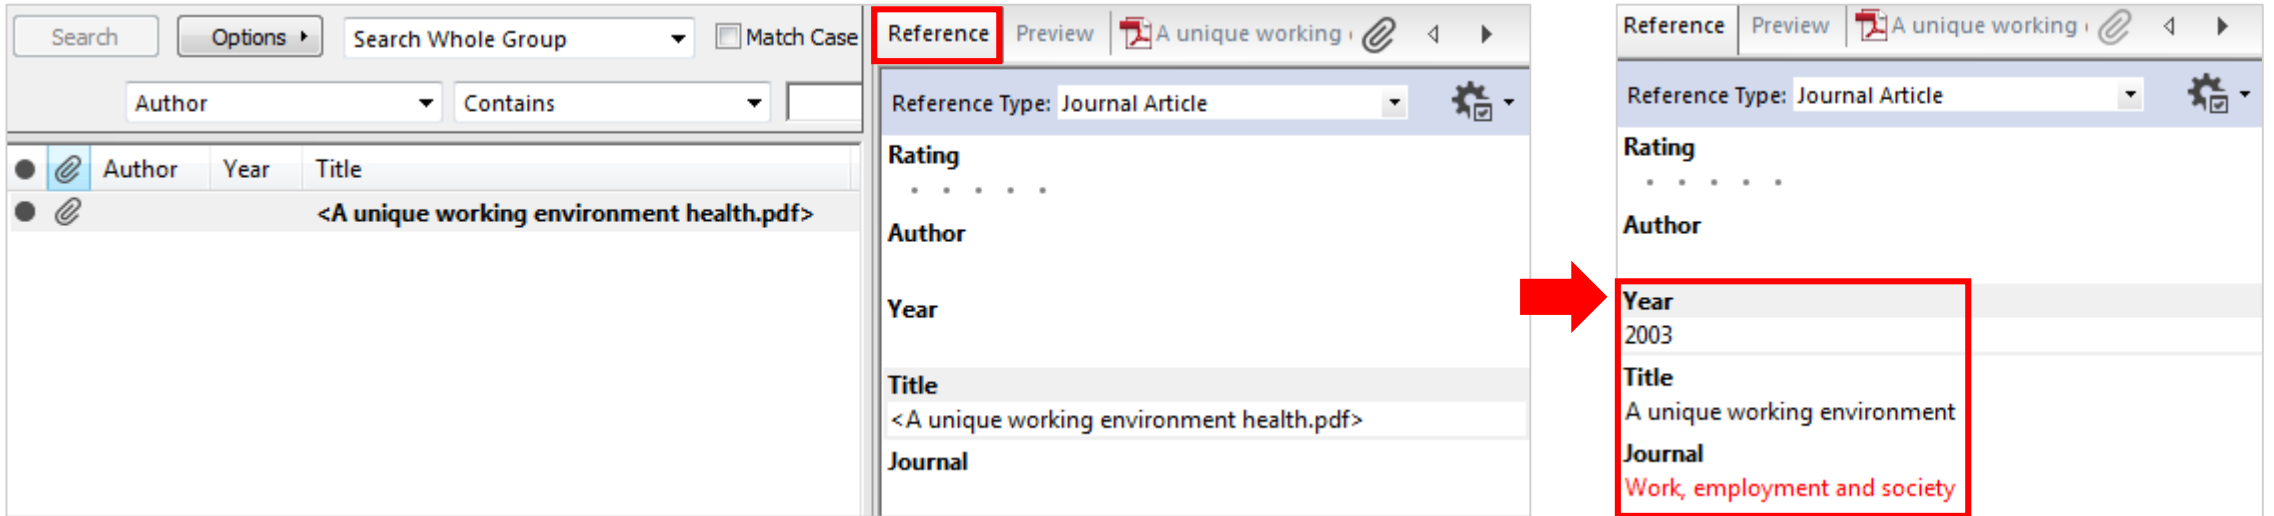 Search
Options
Search Whole Group
Match Case
Author
Contains
Author
Year
Title
<A unique working environment health.pdf>
Reference
Preview
A unique working
Reference Type: Journal Article
Rating
Author
Year
Title
<A unique working environment health.pdf>
Journal
Reference
Preview
A unique working
Reference Type: Journal Article
Rating
Author
Year
2003
Title
A unique working environment
Journal
Work, employment and society